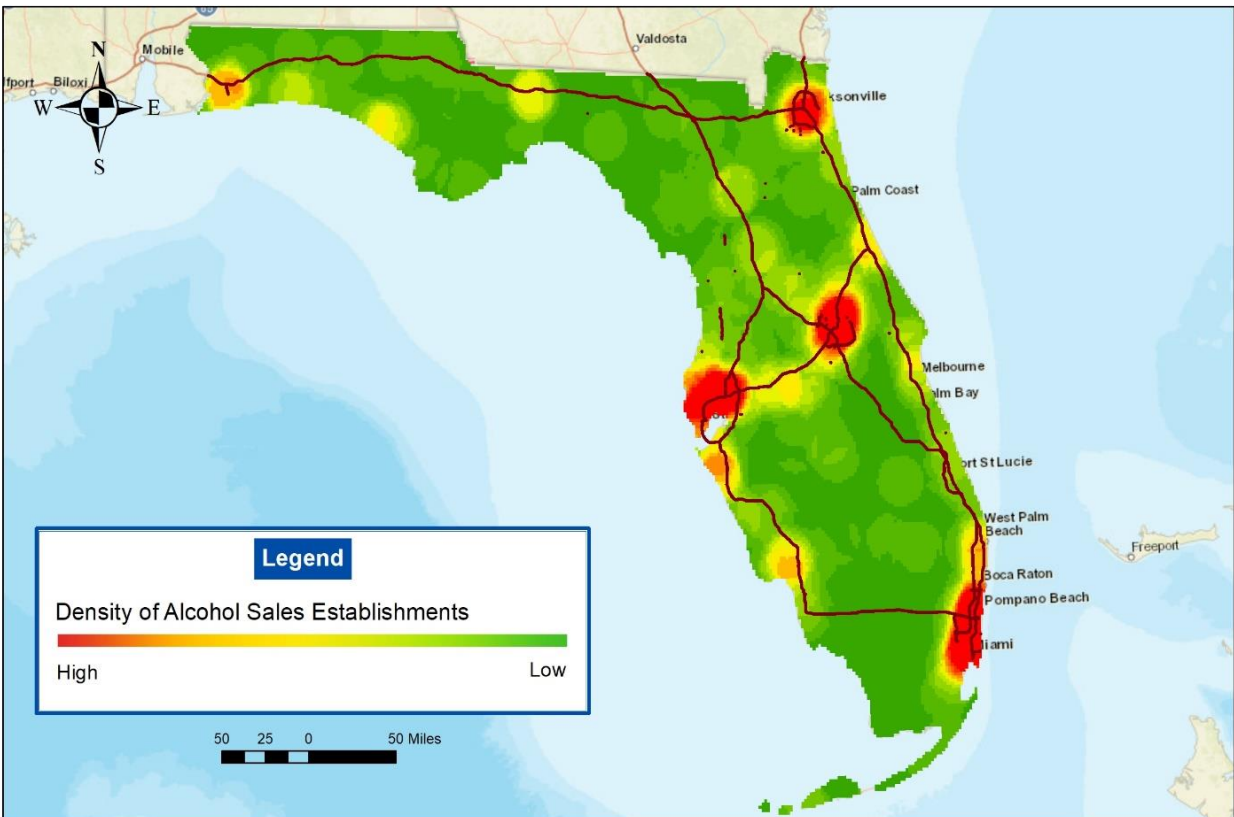 85
Valdosta
Mobile
lfport
Biloxi
N
W
E
S
ksonville
Palm Coast
Melbourne
lm Bay
ort St Lucie
West Palm
Beach
Freeport
Boca Raton
Pompano Beach
iami
Legend
Density of Alcohol Sales Establishments
High
Low
50 25 0 50 Miles